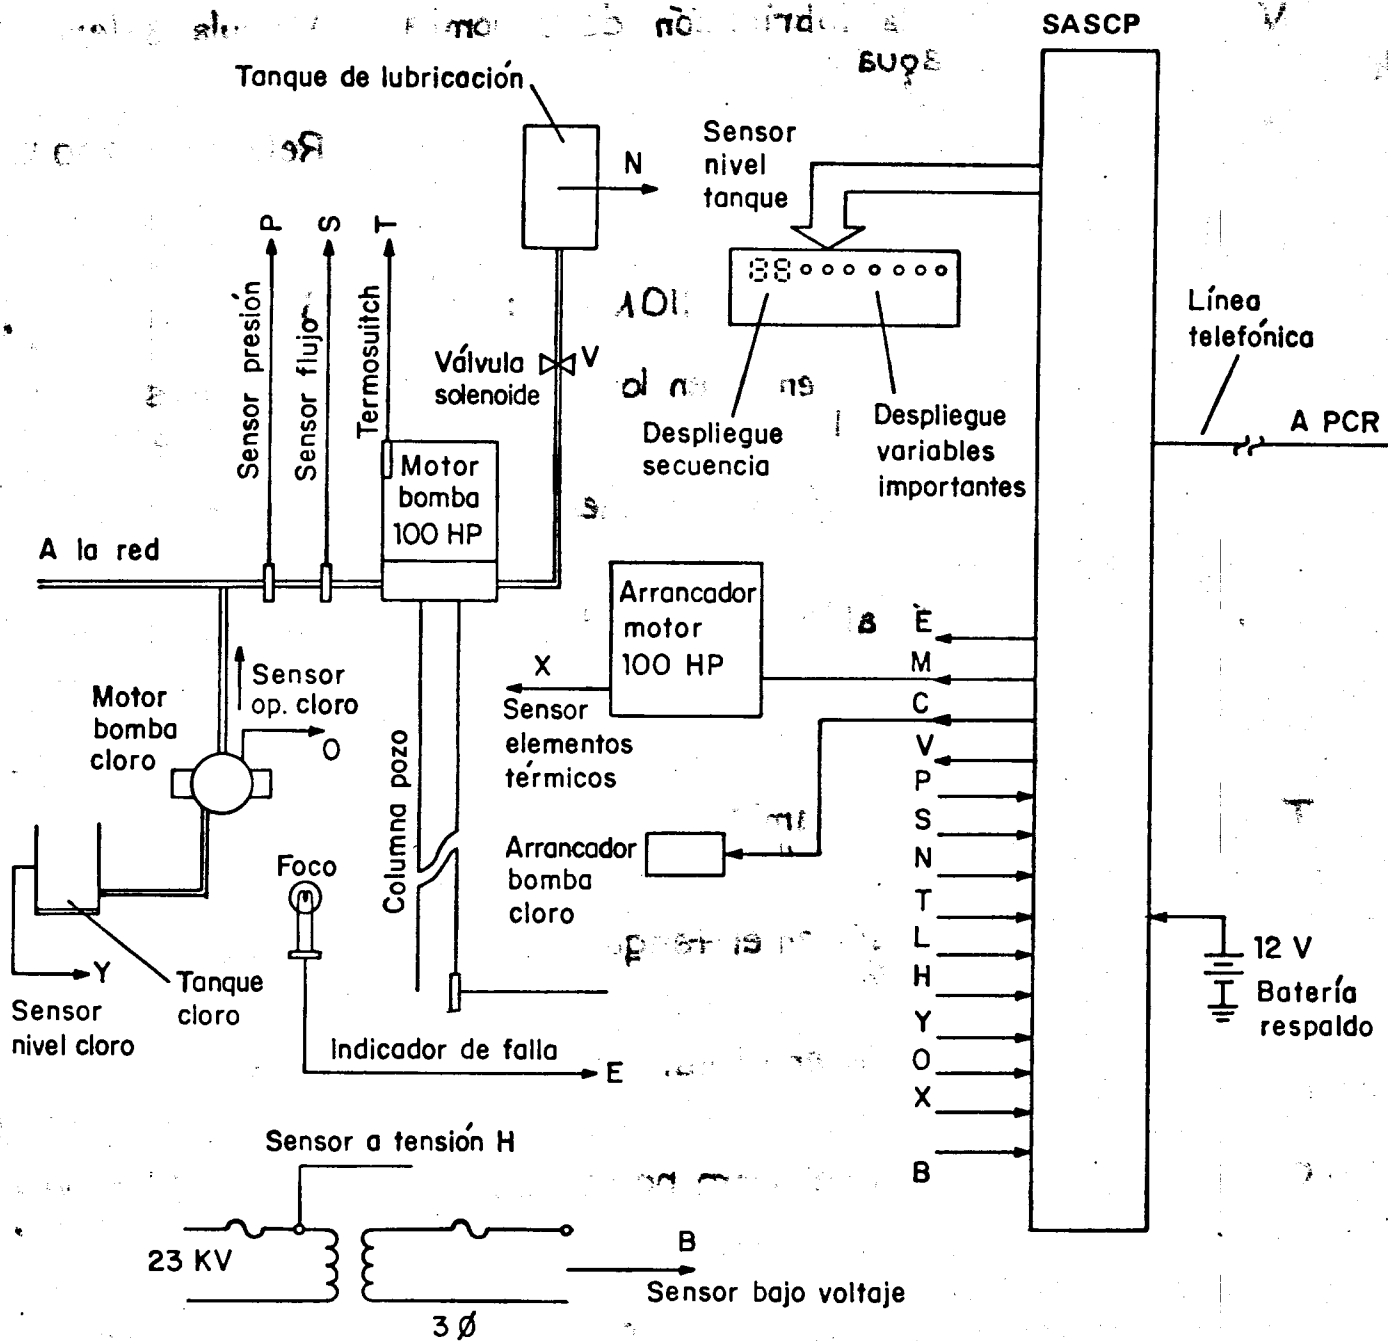 SASCP
Tanque de lubricación
Sensor
nivel
tanque
N
P
S
T
Sensor presión
Sensor flujo
Termosuitch
Válvula
solenoide
V
Despliegue
secuencia
Despliegue
variables
importantes
Línea
telefónica
A PCR
Motor
bomba
100 HP
A la red
Arrancador
motor
100 HP
X
Sensor
elementos
térmicos
Sensor
op. cloro
O
Motor
bomba
cloro
Columna pozo
Arrancador
bomba
cloro
Foco
Y
Sensor
nivel cloro
Tanque
cloro
Indicador de falla
E
E
M
C
V
P
S
N
T
L
H
Y
O
X
B
12 V
Batería
respaldo
Sensor a tensión H
23 KV
3 Ø
B
Sensor bajo voltaje